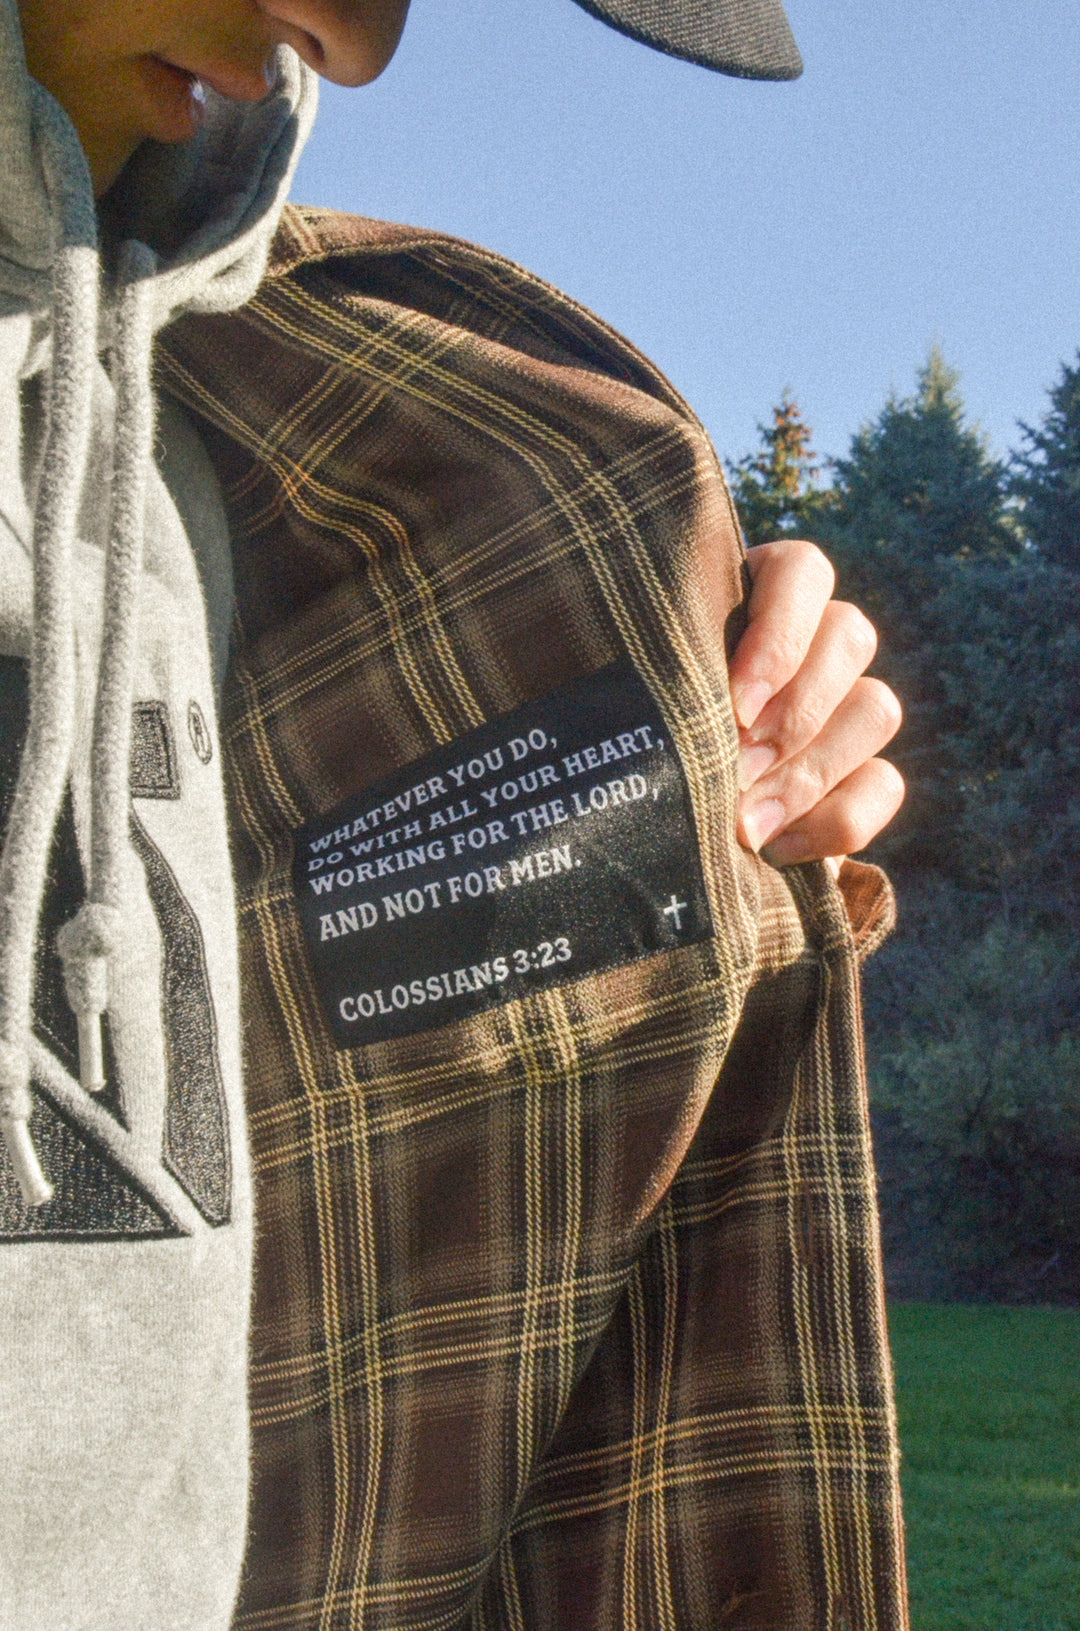 WHATEVER YOU DO,
DO WITH ALL YOUR HEART,
WORKING FOR THE LORD,
AND NOT FOR MEN.
COLOSSIANS 3:23
®